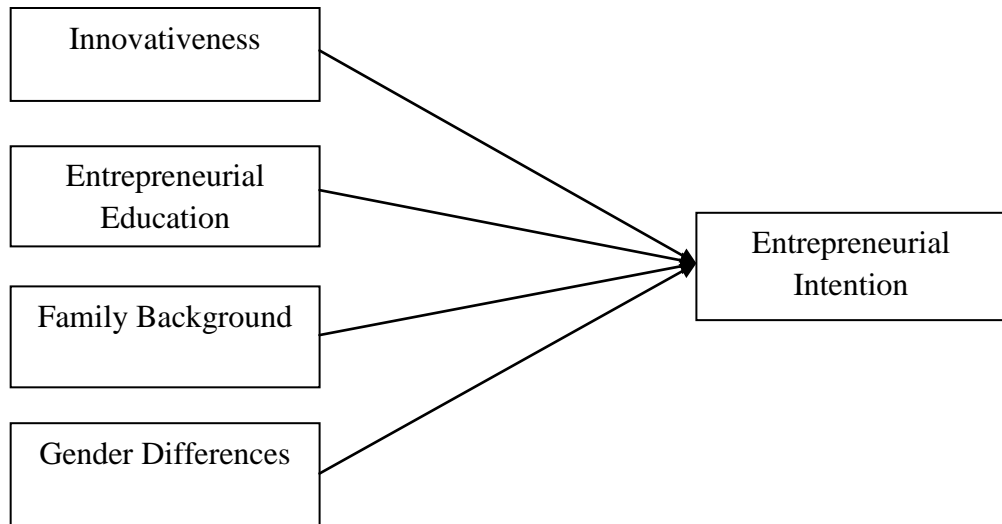 Innovativeness
Entrepreneurial
Education
Family Background
Gender Differences
Entrepreneurial
Intention